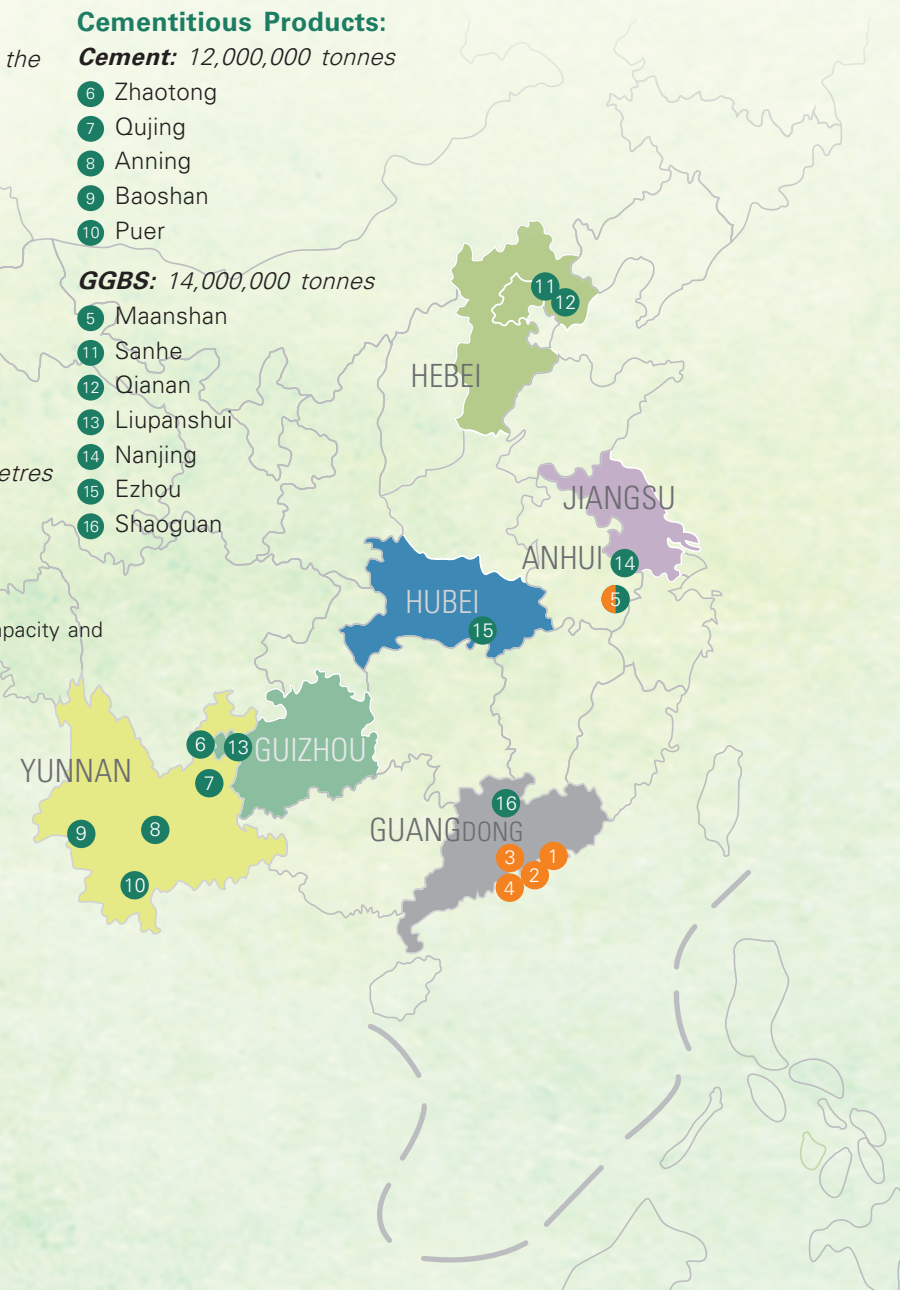 Cementitious Products:
the
Cement: 12,000,000 tonnes
6 Zhaotong
7 Qujing
8 Anning
9 Baoshan
10 Puer
GGBS: 14,000,000 tonnes
5 Maanshan
11 Sanhe
12 Qianan
13 Liupanshui
14 Nanjing
etres
15 Ezhou
16 Shaoguan
apacity and
11
12
HEBEI
JIANGSU
ANHUI 14
5
HUBEI
15
6 13 GUIZHOU
YUNNAN
7
16
9 8
GUANGDONG
3 1
2
10 4